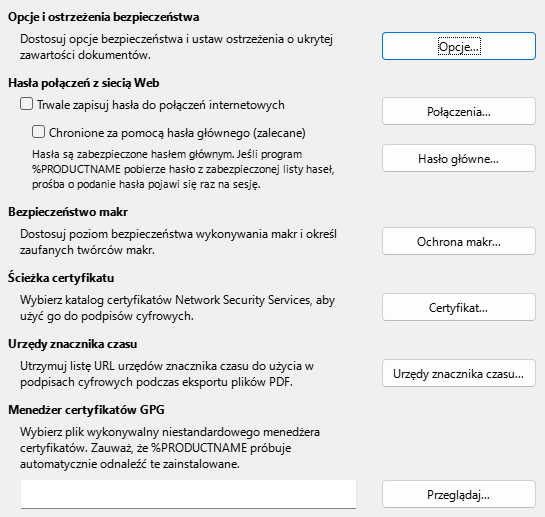 Opcje i ostrzeżenia bezpieczeństwa
Dostosuj opcje bezpieczeństwa i ustaw ostrzeżenia o ukrytej
zawartości dokumentów.
Opcje...
Hasła połączeń z siecią Web
Trwale zapisuj hasła do połączeń internetowych
Połączenia...
Chronione za pomocą hasła głównego (zalecane)
Hasła są zabezpieczone hasłem głównym. Jeśli program
%PRODUCTNAME pobierze hasło z zabezpieczonej listy haseł,
prośba o podanie hasła pojawi się raz na sesję.
Hasło główne...
Bezpieczeństwo makr
Dostosuj poziom bezpieczeństwa wykonywania makr i określ
zaufanych twórców makr.
Ochrona makr...
Ścieżka certyfikatu
Wybierz katalog certyfikatów Network Security Services, aby
użyć go do podpisów cyfrowych.
Certyfikat...
Urzędy znacznika czasu
Utrzymuj listę URL urzędów znacznika czasu do użycia w
podpisach cyfrowych podczas eksportu plików PDF.
Urzędy znacznika czasu...
Menedżer certyfikatów GPG
Wybierz plik wykonywalny niestandardowego menedżera
certyfikatów. Zauważ, że %PRODUCTNAME próbuje
automatycznie odnaleźć te zainstalowane.
Przeglądaj...